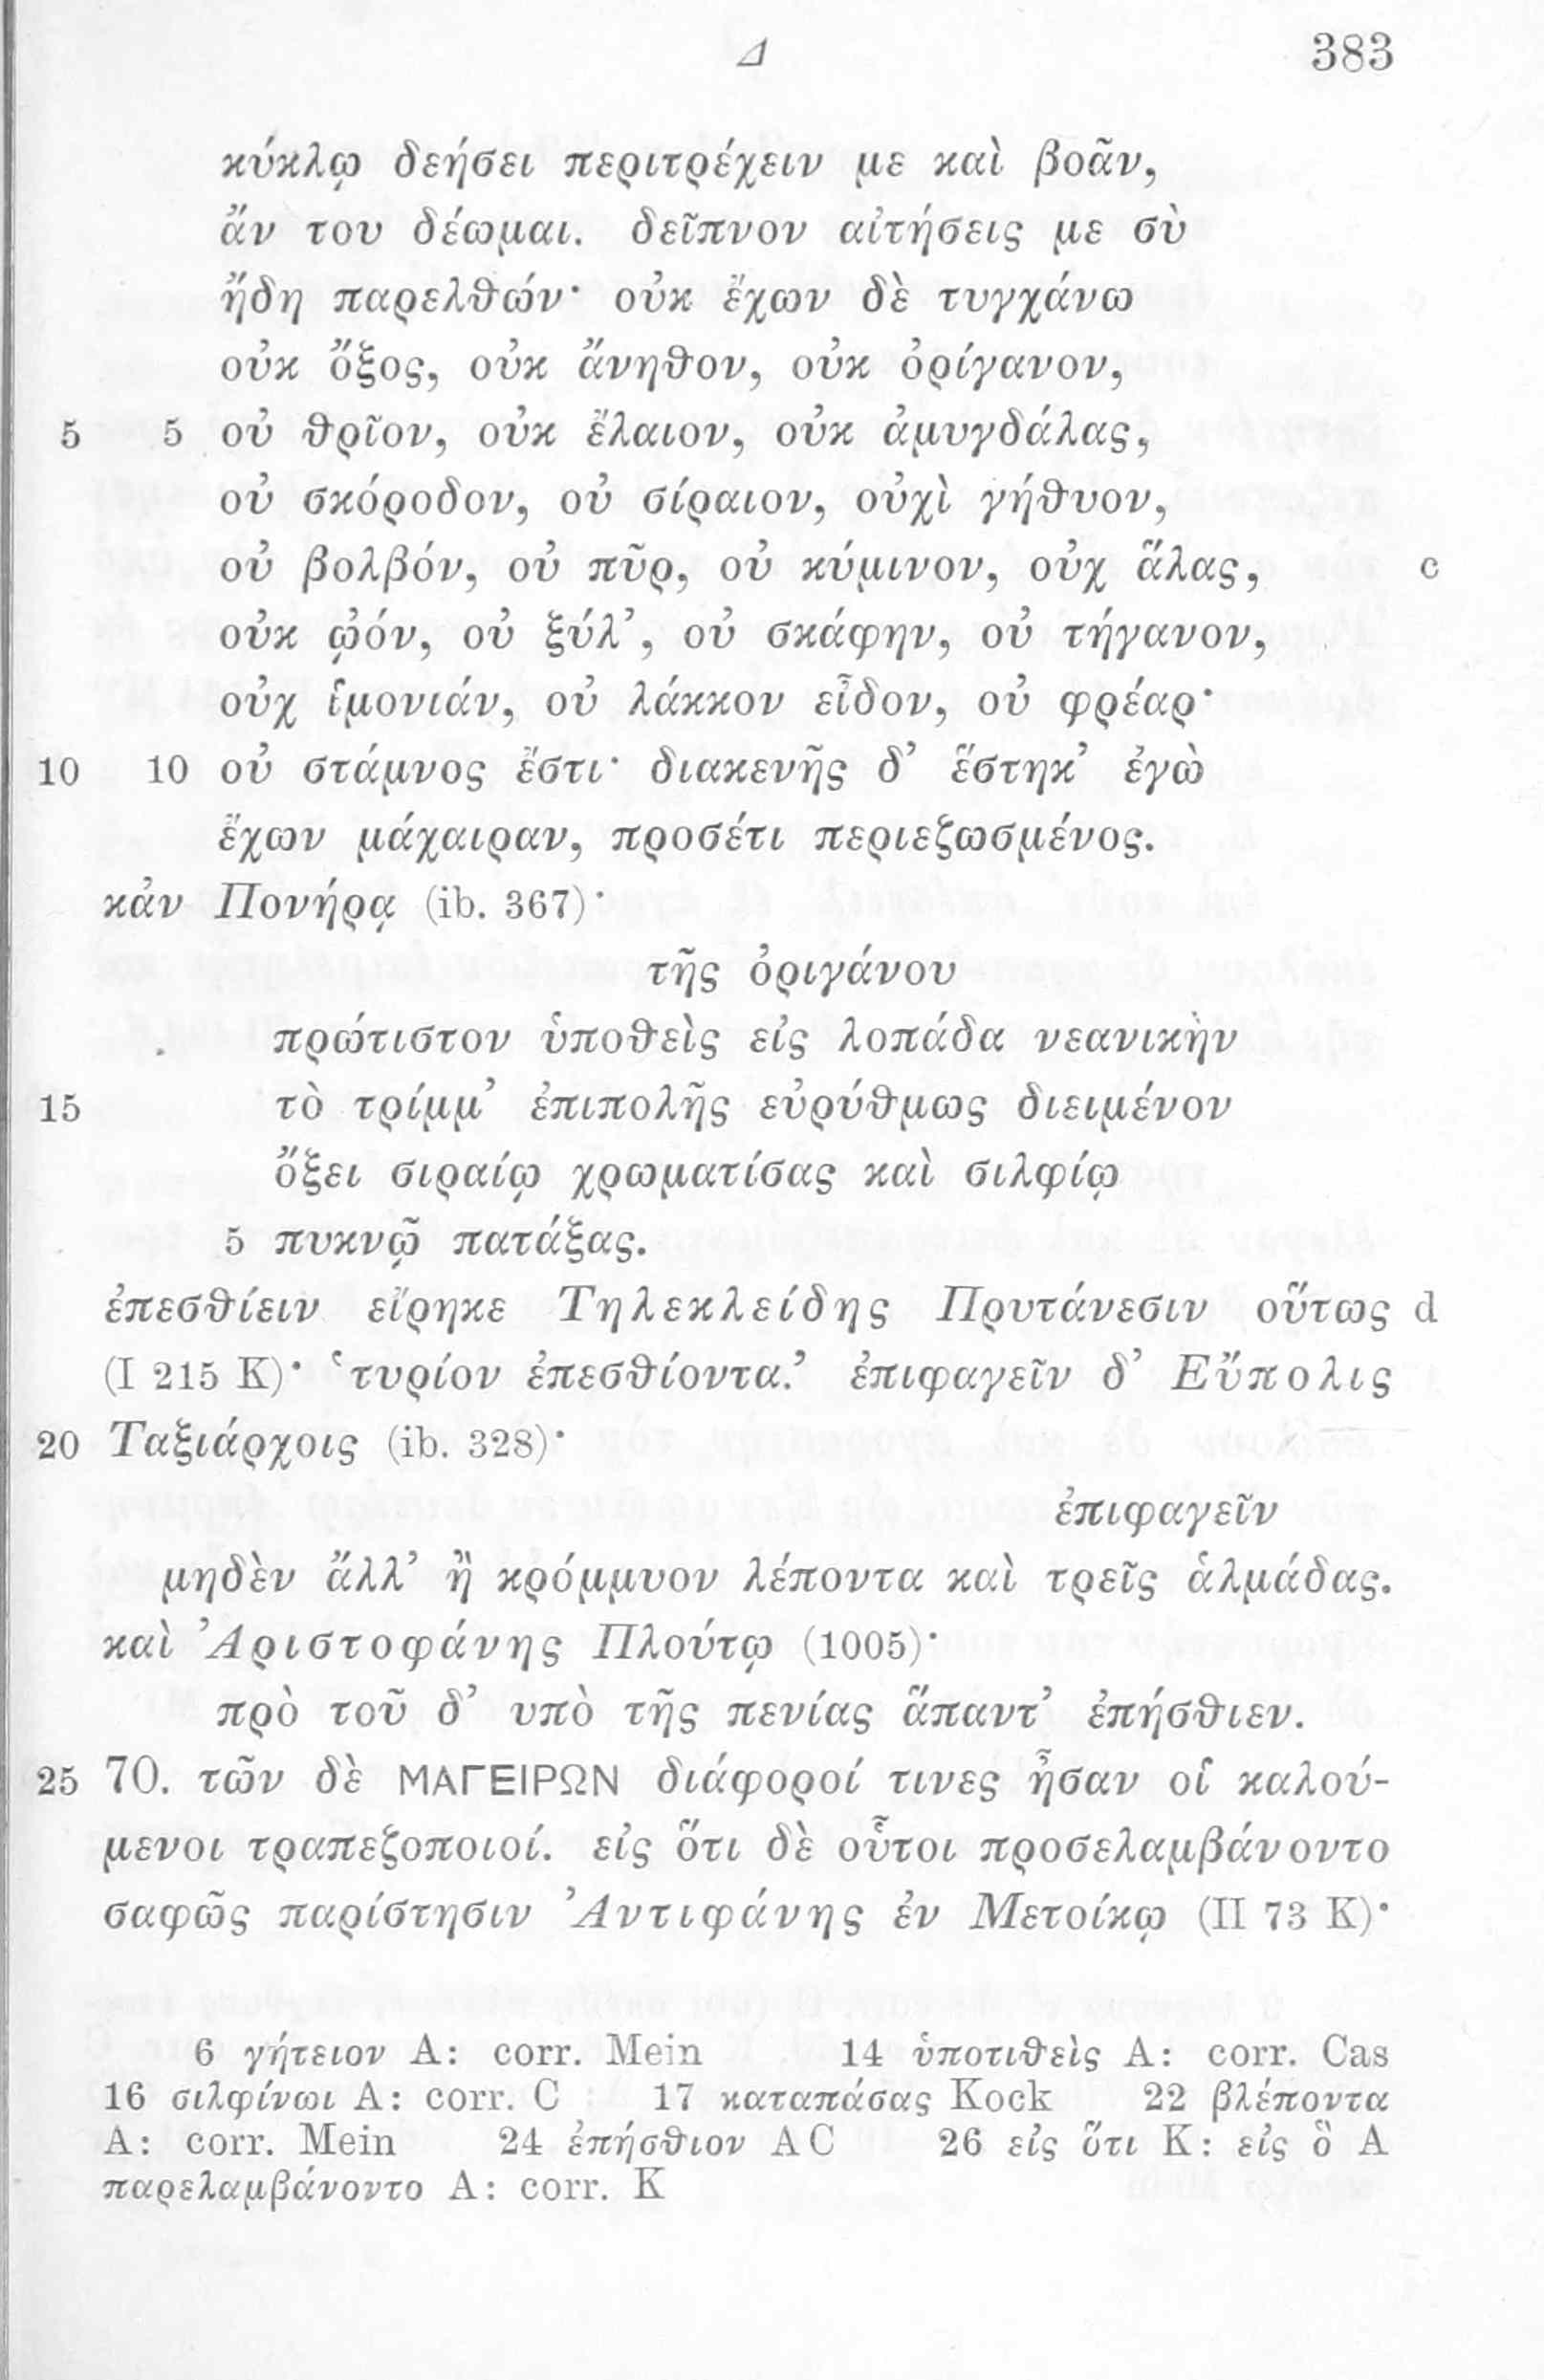 Δ 383
κύκλῳ δεήσει περιτρέχειν με καὶ βοᾶν,
ἄν του δέωμαι. δεῖπνον αἰτήσεις με σὺ
ἤδη παρελθών· οὐκ ἔχων δὲ τυγχάνω
οὐκ ὄξος, οὐκ ἄνηθον, οὐκ ὀρίγανον,
5 5 οὐ θρῖον, οὐκ ἔλαιον, οὐκ ἀμυγδάλας,
οὐ σκόροδον, οὐ σίραιον, οὐχὶ γήθυον,
οὐ βολβόν, οὐ πῦρ, οὐ κύμινον, οὐχ ἅλας, c
οὐκ ᾠόν, οὐ ξύλ’, οὐ σκάφην, οὐ τήγανον,
οὐχ ἱμονιάν, οὐ λάκκον εἶδον, οὐ φρέαρ·
10 10 οὐ στάμνος ἔστι· διακενῆς δ’ ἕστηκ’ ἐγὼ
ἔχων μάχαιραν, προσέτι περιεζωσμένος.
κἀν Πονήρᾳ (ib. 367)·
τῆς ὀριγάνου
πρώτιστον ὑποθεὶς εἰς λοπάδα νεανικὴν
15 τὸ τρίμμ’ ἐπιπολῆς εὐρύθμως διειμένον
ὄξει σιραίῳ χρωματίσας καὶ σιλφίῳ
5 πυκνῷ πατάξας.
ἐπεσθίειν εἴρηκε Τηλεκλείδης Πρυτάνεσιν οὕτως d
(I 215 K)· ‘τυρίον ἐπεσθίοντα.’ ἐπιφαγεῖν δ’ Εὔπολις
20 Ταξιάρχοις (ib. 328)·
ἐπιφαγεῖν
μηδὲν ἄλλ’ ἢ κρόμμυον λέποντα καὶ τρεῖς ἁλμάδας.
καὶ Ἀριστοφάνης Πλούτῳ (1005)·
πρὸ τοῦ δ’ υπὸ τῆς πενίας ἅπαντ’ ἐπήσθιεν.
25 70. τῶν δὲ ΜΑΓΕΙΡΩΝ διάφοροί τινες ἦσαν οἱ καλού-
μενοι τραπεζοποιοί. εἰς ὅτι δὲ οὗτοι προσελαμβάνοντο
σαφῶς παρίστησιν Ἀντιφάνης ἐν Μετοίκῳ (II 73 K)·
6 γήτειον A: corr. Mein 14 ὑποτιθεὶς A: corr. Cas
16 σιλφίνωι A: corr. C 17 καταπάσας Kock 22 βλέποντα
A: corr. Mein 24 ἐπήσθιον AC 26 εἰς ὅτι K: εἰς ὃ A
παρελαμβάνοντο A: corr. K